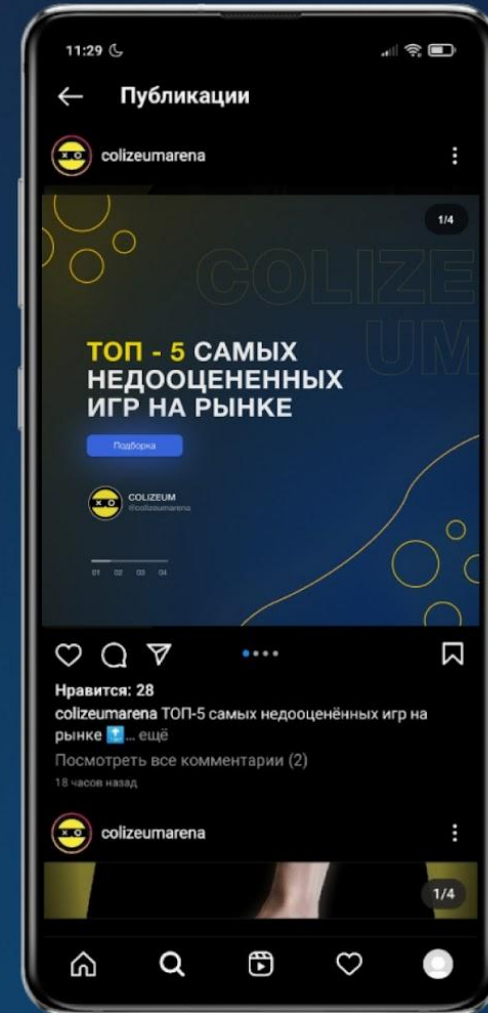 11:29
Публикации
colizeumarena
1/4
COLIZE
UM
ТОП - 5 САМЫХ
НЕДООЦЕНЕННЫХ
ИГР НА РЫНКЕ
Подборка
COLIZEUM
@colizeumarena
01 02 03 04
Нравится: 28
colizeumarena ТОП-5 самых недооценённых игр на
рынке ... ещё
Посмотреть все комментарии (2)
18 часов назад
colizeumarena
1/4